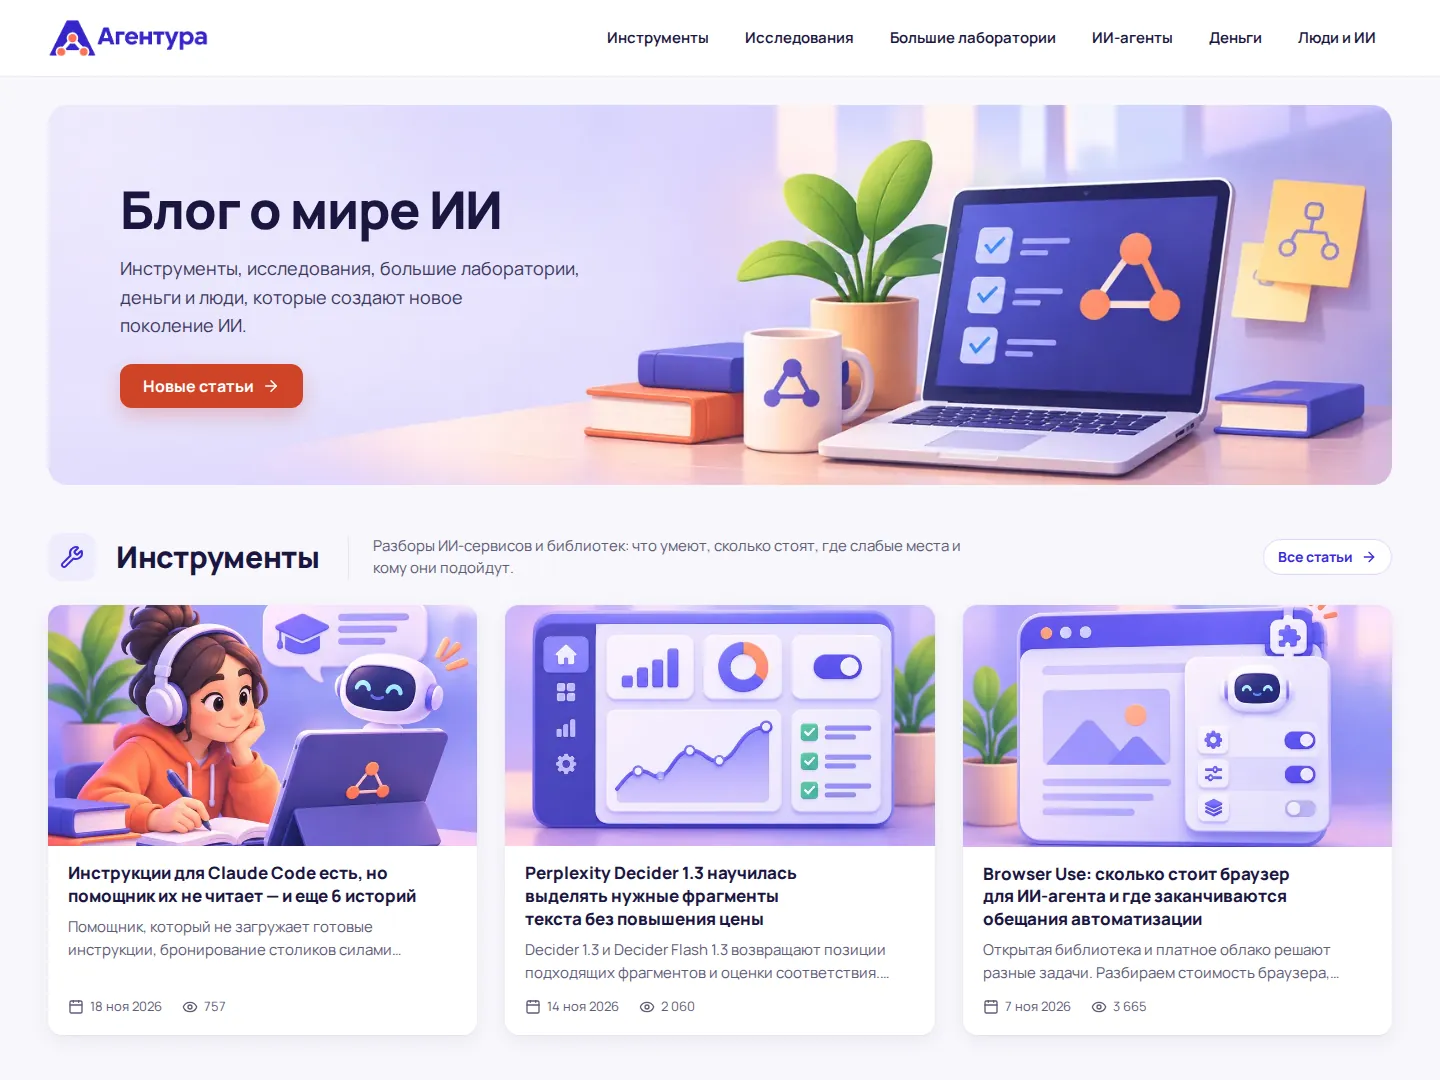 Агентура
Инструменты
Исследования
Большие лаборатории
ИИ-агенты
Деньги
Люди и ИИ
Блог о мире ИИ
Инструменты, исследования, большие лаборатории,
деньги и люди, которые создают новое
поколение ИИ.
Новые статьи
Инструменты
Разборы ИИ-сервисов и библиотек: что умеют, сколько стоят, где слабые места и
кому они подойдут.
Все статьи
Инструкции для Claude Code есть, но
помощник их не читает — и еще 6 историй
Помощник, который не загружает готовые
инструкции, бронирование столиков силами…
18 ноя 2026
757
Perplexity Decider 1.3 научилась
выделять нужные фрагменты
текста без повышения цены
Decider 1.3 и Decider Flash 1.3 возвращают позиции
подходящих фрагментов и оценки соответствия.…
14 ноя 2026
2 060
Browser Use: сколько стоит браузер
для ИИ-агента и где заканчиваются
обещания автоматизации
Открытая библиотека и платное облако решают
разные задачи. Разбираем стоимость браузера,…
7 ноя 2026
3 665